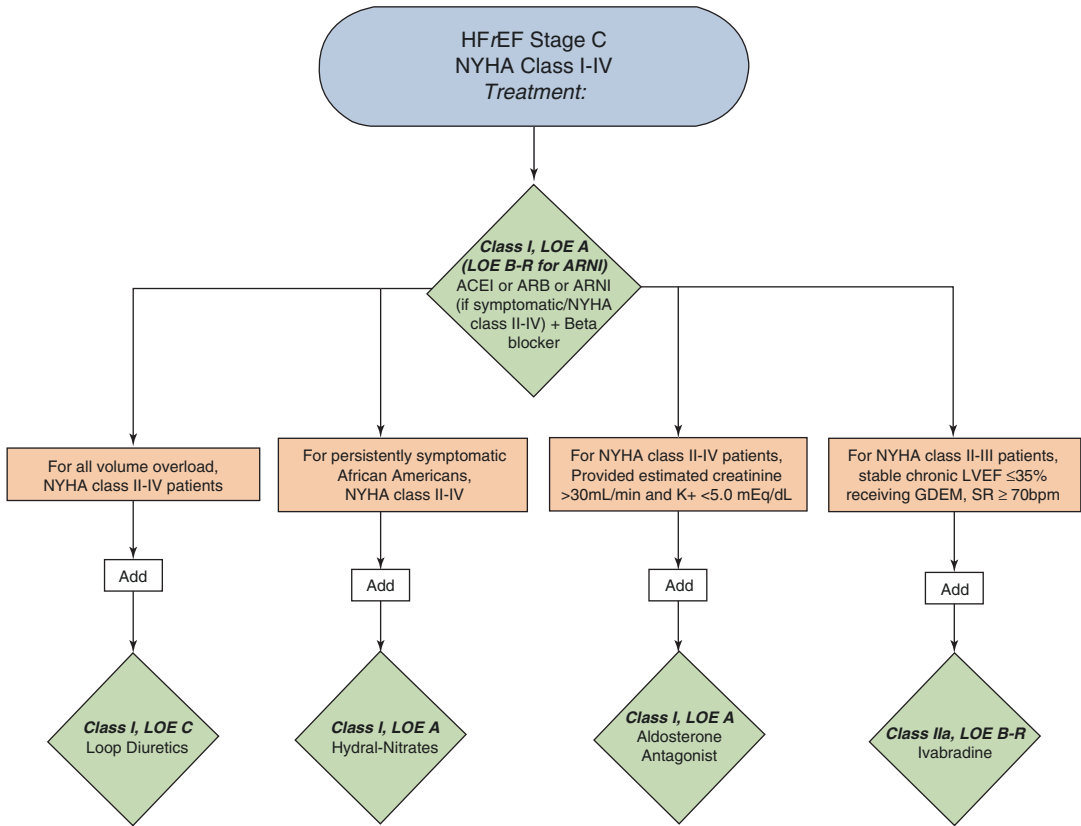 HFrEF Stage C
NYHA Class I-IV
Treatment:
Class I, LOE A
(LOE B-R for ARNI)
ACEI or ARB or ARNI
(if symptomatic/NYHA
class II-IV) + Beta
blocker
For all volume overload,
NYHA class II-IV patients
Add
Class I, LOE C
Loop Diuretics
For persistently symptomatic
African Americans,
NYHA class II-IV
Add
Class I, LOE A
Hydral-Nitrates
For NYHA class II-IV patients,
Provided estimated creatinine
>30mL/min and K+ <5.0 mEq/dL
Add
Class I, LOE A
Aldosterone
Antagonist
For NYHA class II-III patients,
stable chronic LVEF ≤35%
receiving GDEM, SR ≥ 70bpm
Add
Class IIa, LOE B-R
Ivabradine